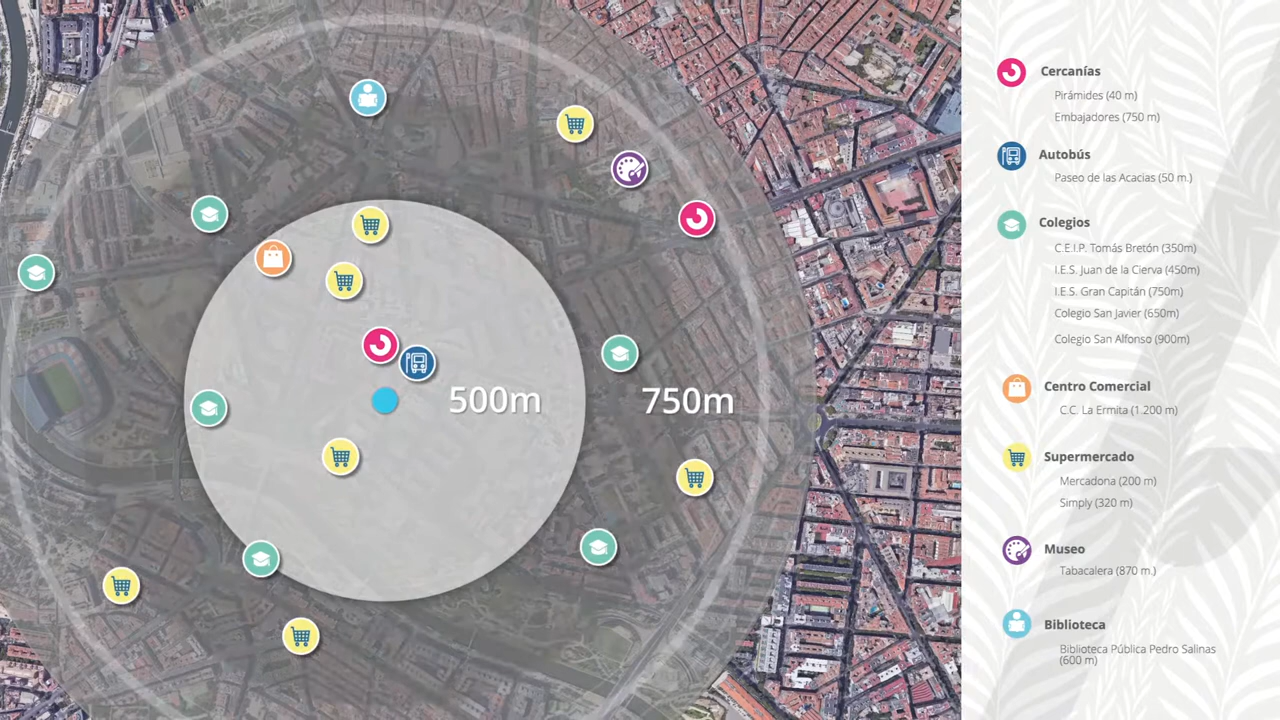 500m
750m
Cercanías
Pirámides (40 m)
Embajadores (750 m)
Autobús
Paseo de las Acacias (50 m.)
Colegios
C.E.I.P. Tomás Bretón (350m)
I.E.S. Juan de la Cierva (450m)
I.E.S. Gran Capitán (750m)
Colegio San Javier (650m)
Colegio San Alfonso (900m)
Centro Comercial
C.C. La Ermita (1.200 m)
Supermercado
Mercadona (200 m)
Simply (320 m)
Museo
Tabacalera (870 m.)
Biblioteca
Biblioteca Pública Pedro Salinas
(600 m)